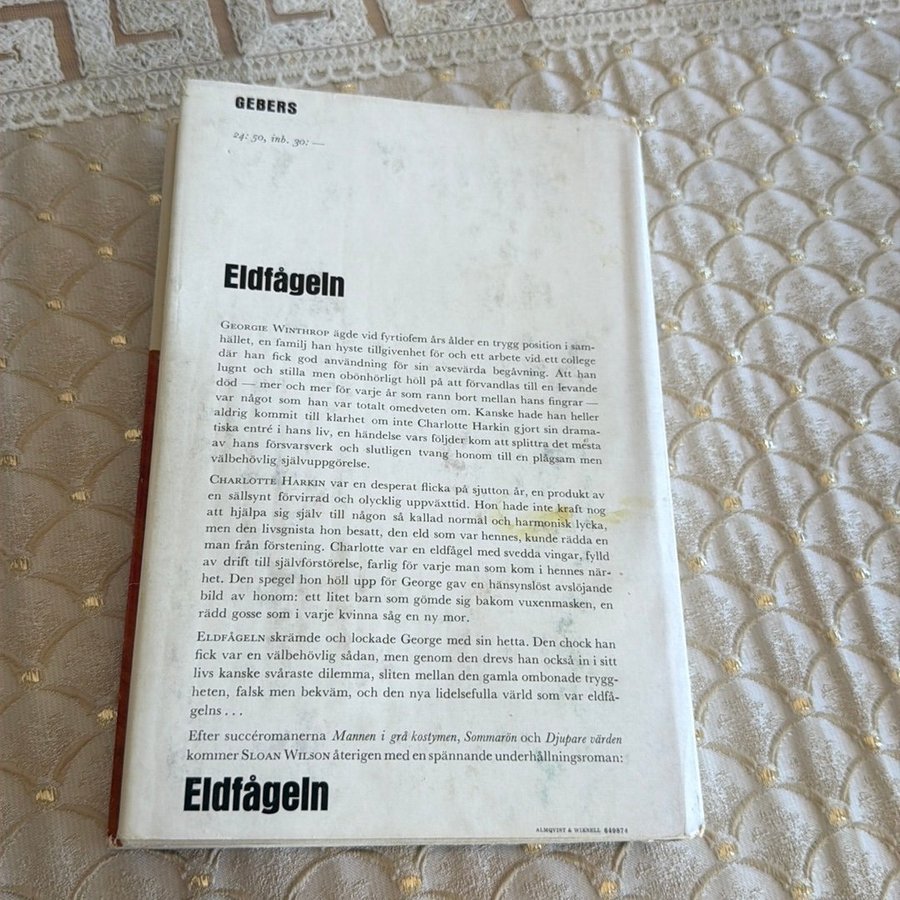 GEBERS
24: 50, inb. 30: —
Eldfågeln
GEORGIE WINTHROP ägde vid fyrtiofem års ålder en trygg position i sam-
hället, en familj han hyste tillgivenhet för och ett arbete vid ett college
där han fick god användning för sin avsevärda begåvning. Att han
lugnt och stilla men obönhörligt höll på att förvandlas till en levande
död — mer och mer för varje år som rann bort mellan hans fingrar —
var något som han var totalt omedveten om. Kanske hade han heller
aldrig kommit till klarhet om inte Charlotte Harkin gjort sin drama-
tiska entré i hans liv, en händelse vars följder kom att splittra det mesta
av hans försvarsverk och slutligen tvang honom till en plågsam men
välbehövlig självuppgörelse.
CHARLOTTE HARKIN var en desperat flicka på sjutton år, en produkt av
en sällsynt förvirrad och olycklig uppväxttid. Hon hade inte kraft nog
att hjälpa sig själv till någon så kallad normal och harmonisk lycka,
men den livsgnista hon besatt, den eld som var hennes, kunde rädda en
man från förstening. Charlotte var en eldfågel med svedda vingar, fylld
av drift till självförstörelse, farlig för varje man som kom i hennes när-
het. Den spegel hon höll upp för George gav en hänsynslöst avslöjande
bild av honom: ett litet barn som gömde sig bakom vuxenmasken, en
rädd gosse som i varje kvinna såg en ny mor.
ELDFÅGELN skrämde och lockade George med sin hetta. Den chock han
fick var en välbehövlig sådan, men genom den drevs han också in i sitt
livs kanske svåraste dilemma, sliten mellan den gamla ombonade trygg-
heten, falsk men bekväm, och den nya lidelsefulla värld som var eldfå-
gelns . . .
Efter succéromanerna Mannen i grå kostymen, Sommarön och Djupare värden
kommer SLOAN WILSON återigen med en spännande underhållningsroman:
Eldfågeln
ALMQVIST & WIKSELL 649874